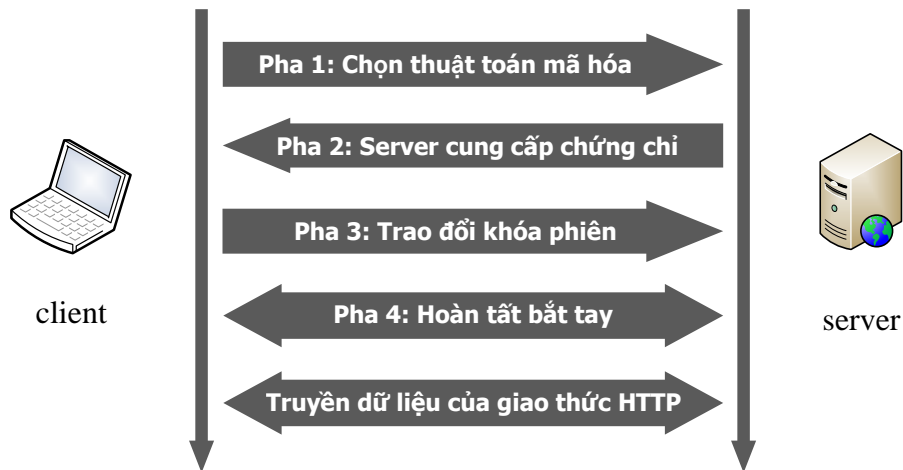 Pha 1: Chọn thuật toán mã hóa
Pha 2: Server cung cấp chứng chỉ
Pha 3: Trao đổi khóa phiên
client
Pha 4: Hoàn tất bắt tay
server
Truyền dữ liệu của giao thức HTTP